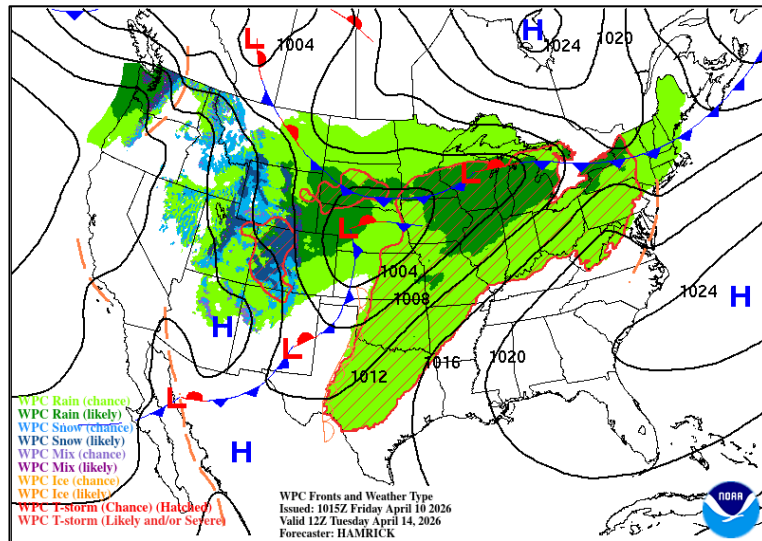 L
1004
H
1024
1020
L
L
1004
1008
1024
H
H
L
1016
1020
1012
L
H
WPC Rain (chance)
WPC Rain (likely)
WPC Snow (chance)
WPC Snow (likely)
WPC Mix (chance)
WPC Mix (likely)
WPC Ice (chance)
WPC Ice (likely)
WPC T-storm (Chance) (Hatched)
WPC T-storm (Likely and/or Severe)
WPC Fronts and Weather Type
Issued: 1015Z Friday April 10 2026
Valid 12Z Tuesday April 14, 2026
Forecaster: HAMRICK
NOAA